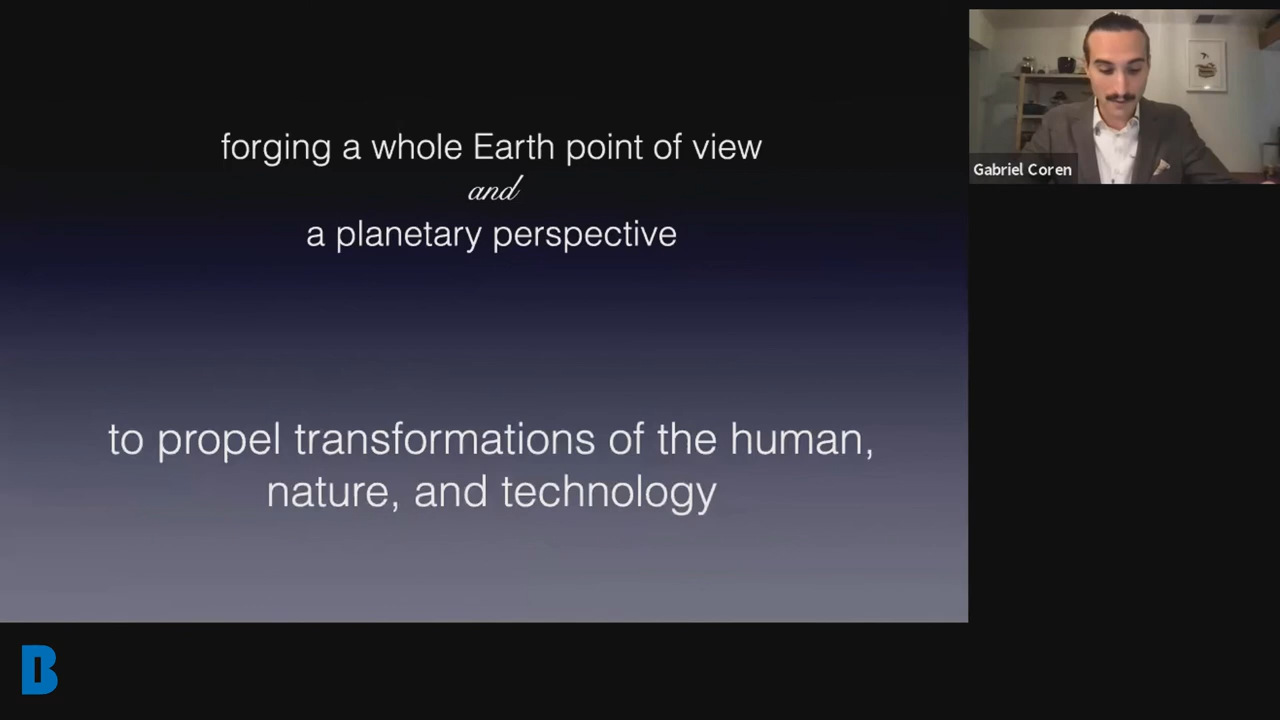 forging a whole Earth point of view
and
a planetary perspective
to propel transformations of the human,
nature, and technology
Gabriel Coren
B